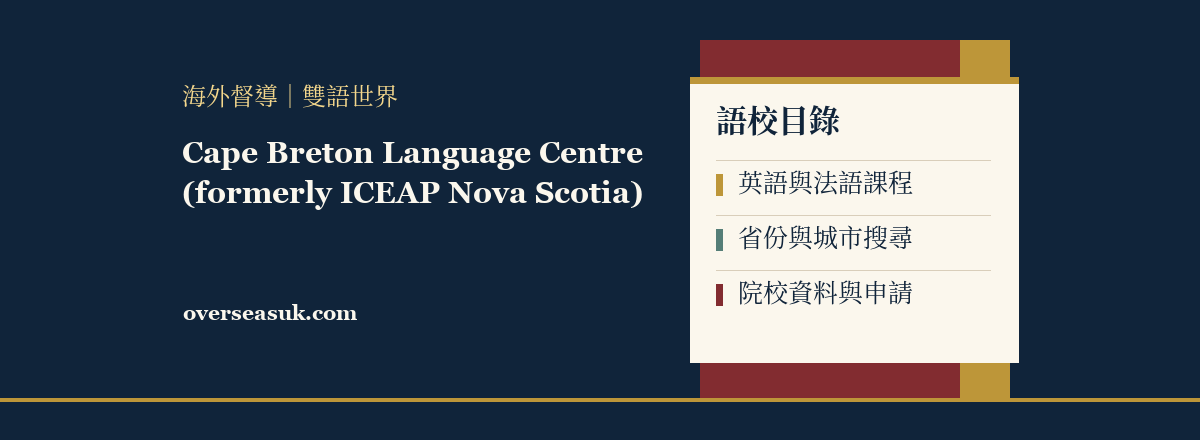 海外督導｜雙語世界
Cape Breton Language Centre
(formerly ICEAP Nova Scotia)
overseasuk.com
語校目錄
英語與法語課程
省份與城市搜尋
院校資料與申請